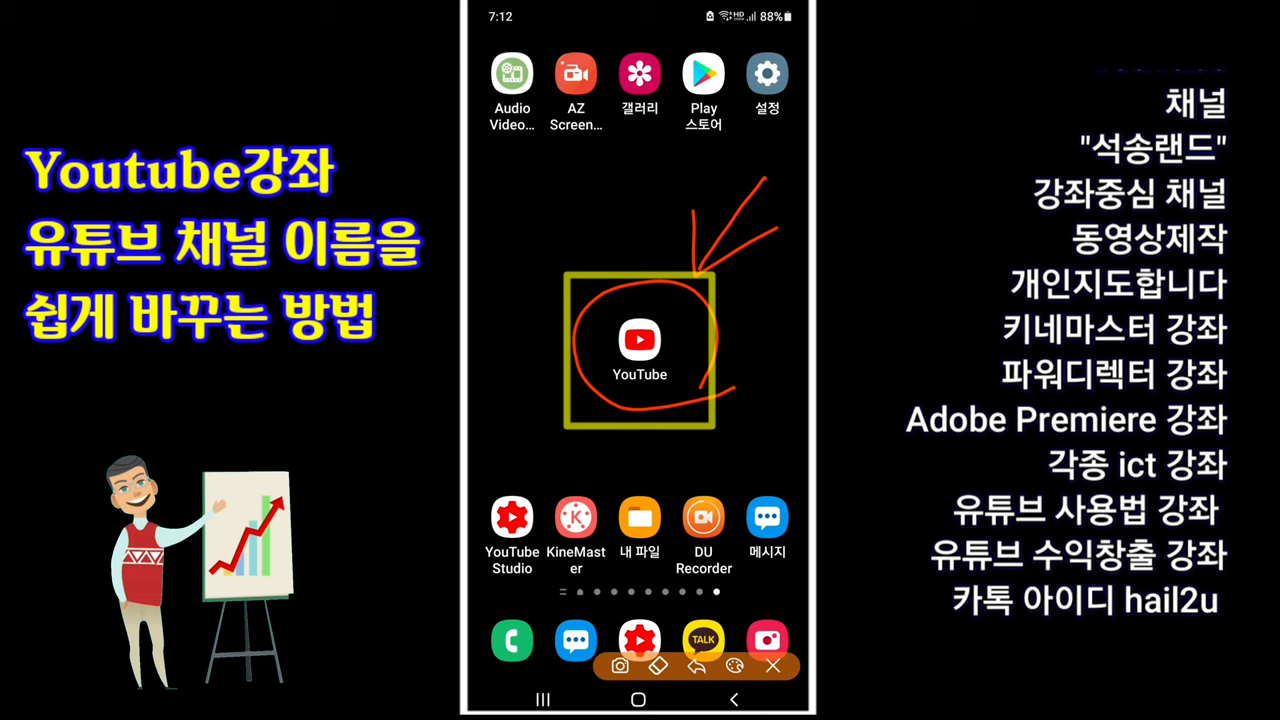 Youtube강좌
유튜브 채널 이름을
쉽게 바꾸는 방법
7:12
HD
88%
Audio
Video...
AZ
Screen...
갤러리
Play
스토어
설정
YouTube
YouTube
Studio
KineMast
er
내 파일
DU
Recorder
메시지
TALK
채널
"석송랜드"
강좌중심 채널
동영상제작
개인지도합니다
키네마스터 강좌
파워디렉터 강좌
Adobe Premiere 강좌
각종 ict 강좌
유튜브 사용법 강좌
유튜브 수익창출 강좌
카톡 아이디 hail2u